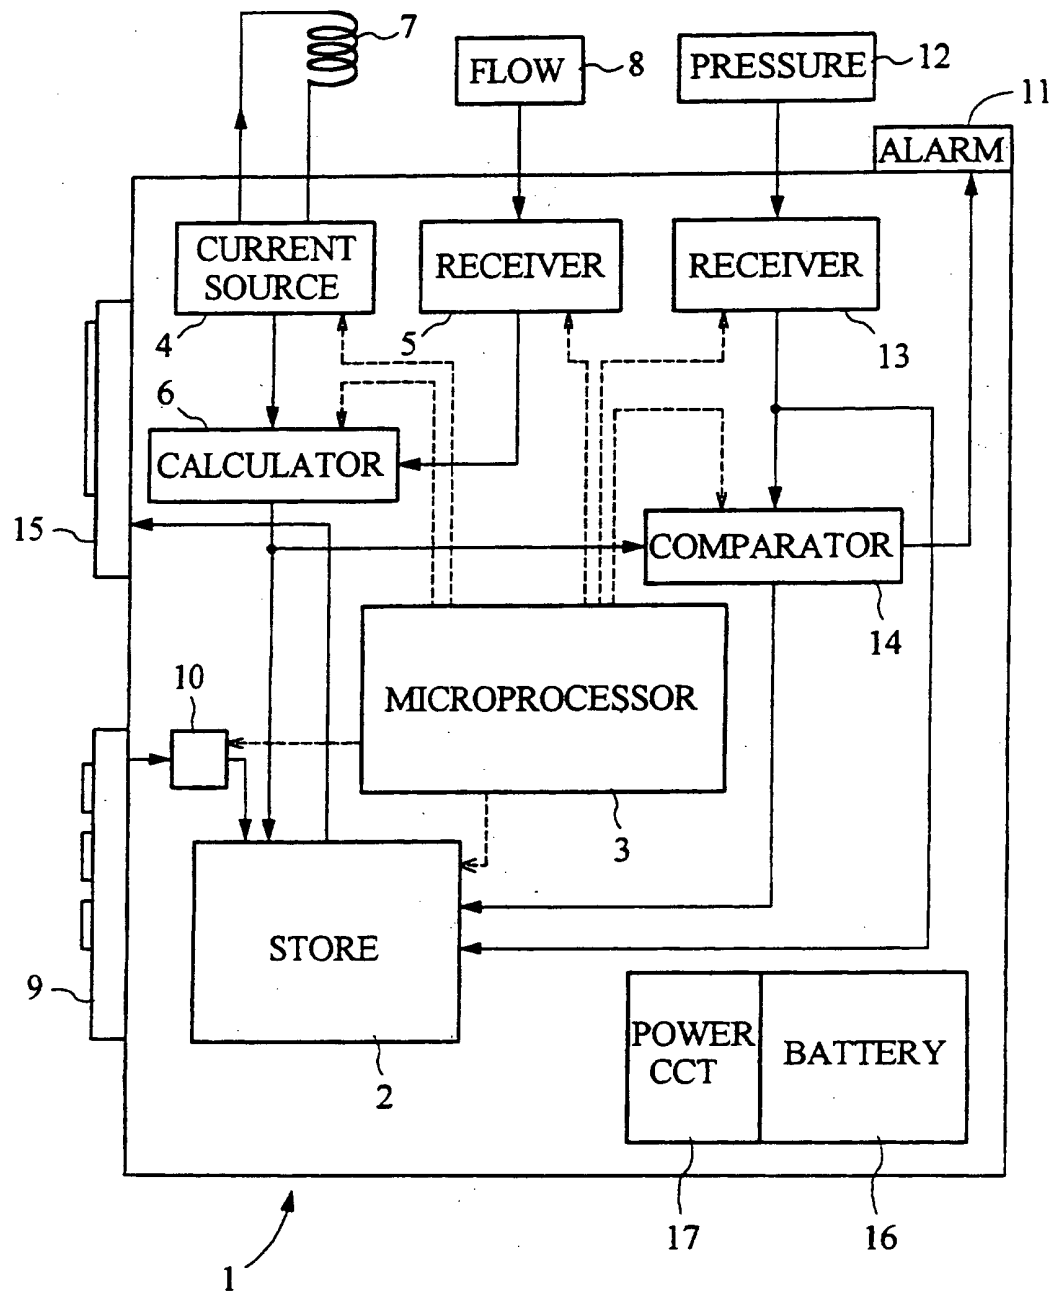 7
FLOW
8
PRESSURE
12
11
ALARM
CURRENT
SOURCE
RECEIVER
RECEIVER
4
5
13
6
CALCULATOR
15
COMPARATOR
14
10
MICROPROCESSOR
3
STORE
9
2
POWER
CCT
BATTERY
17
16
1